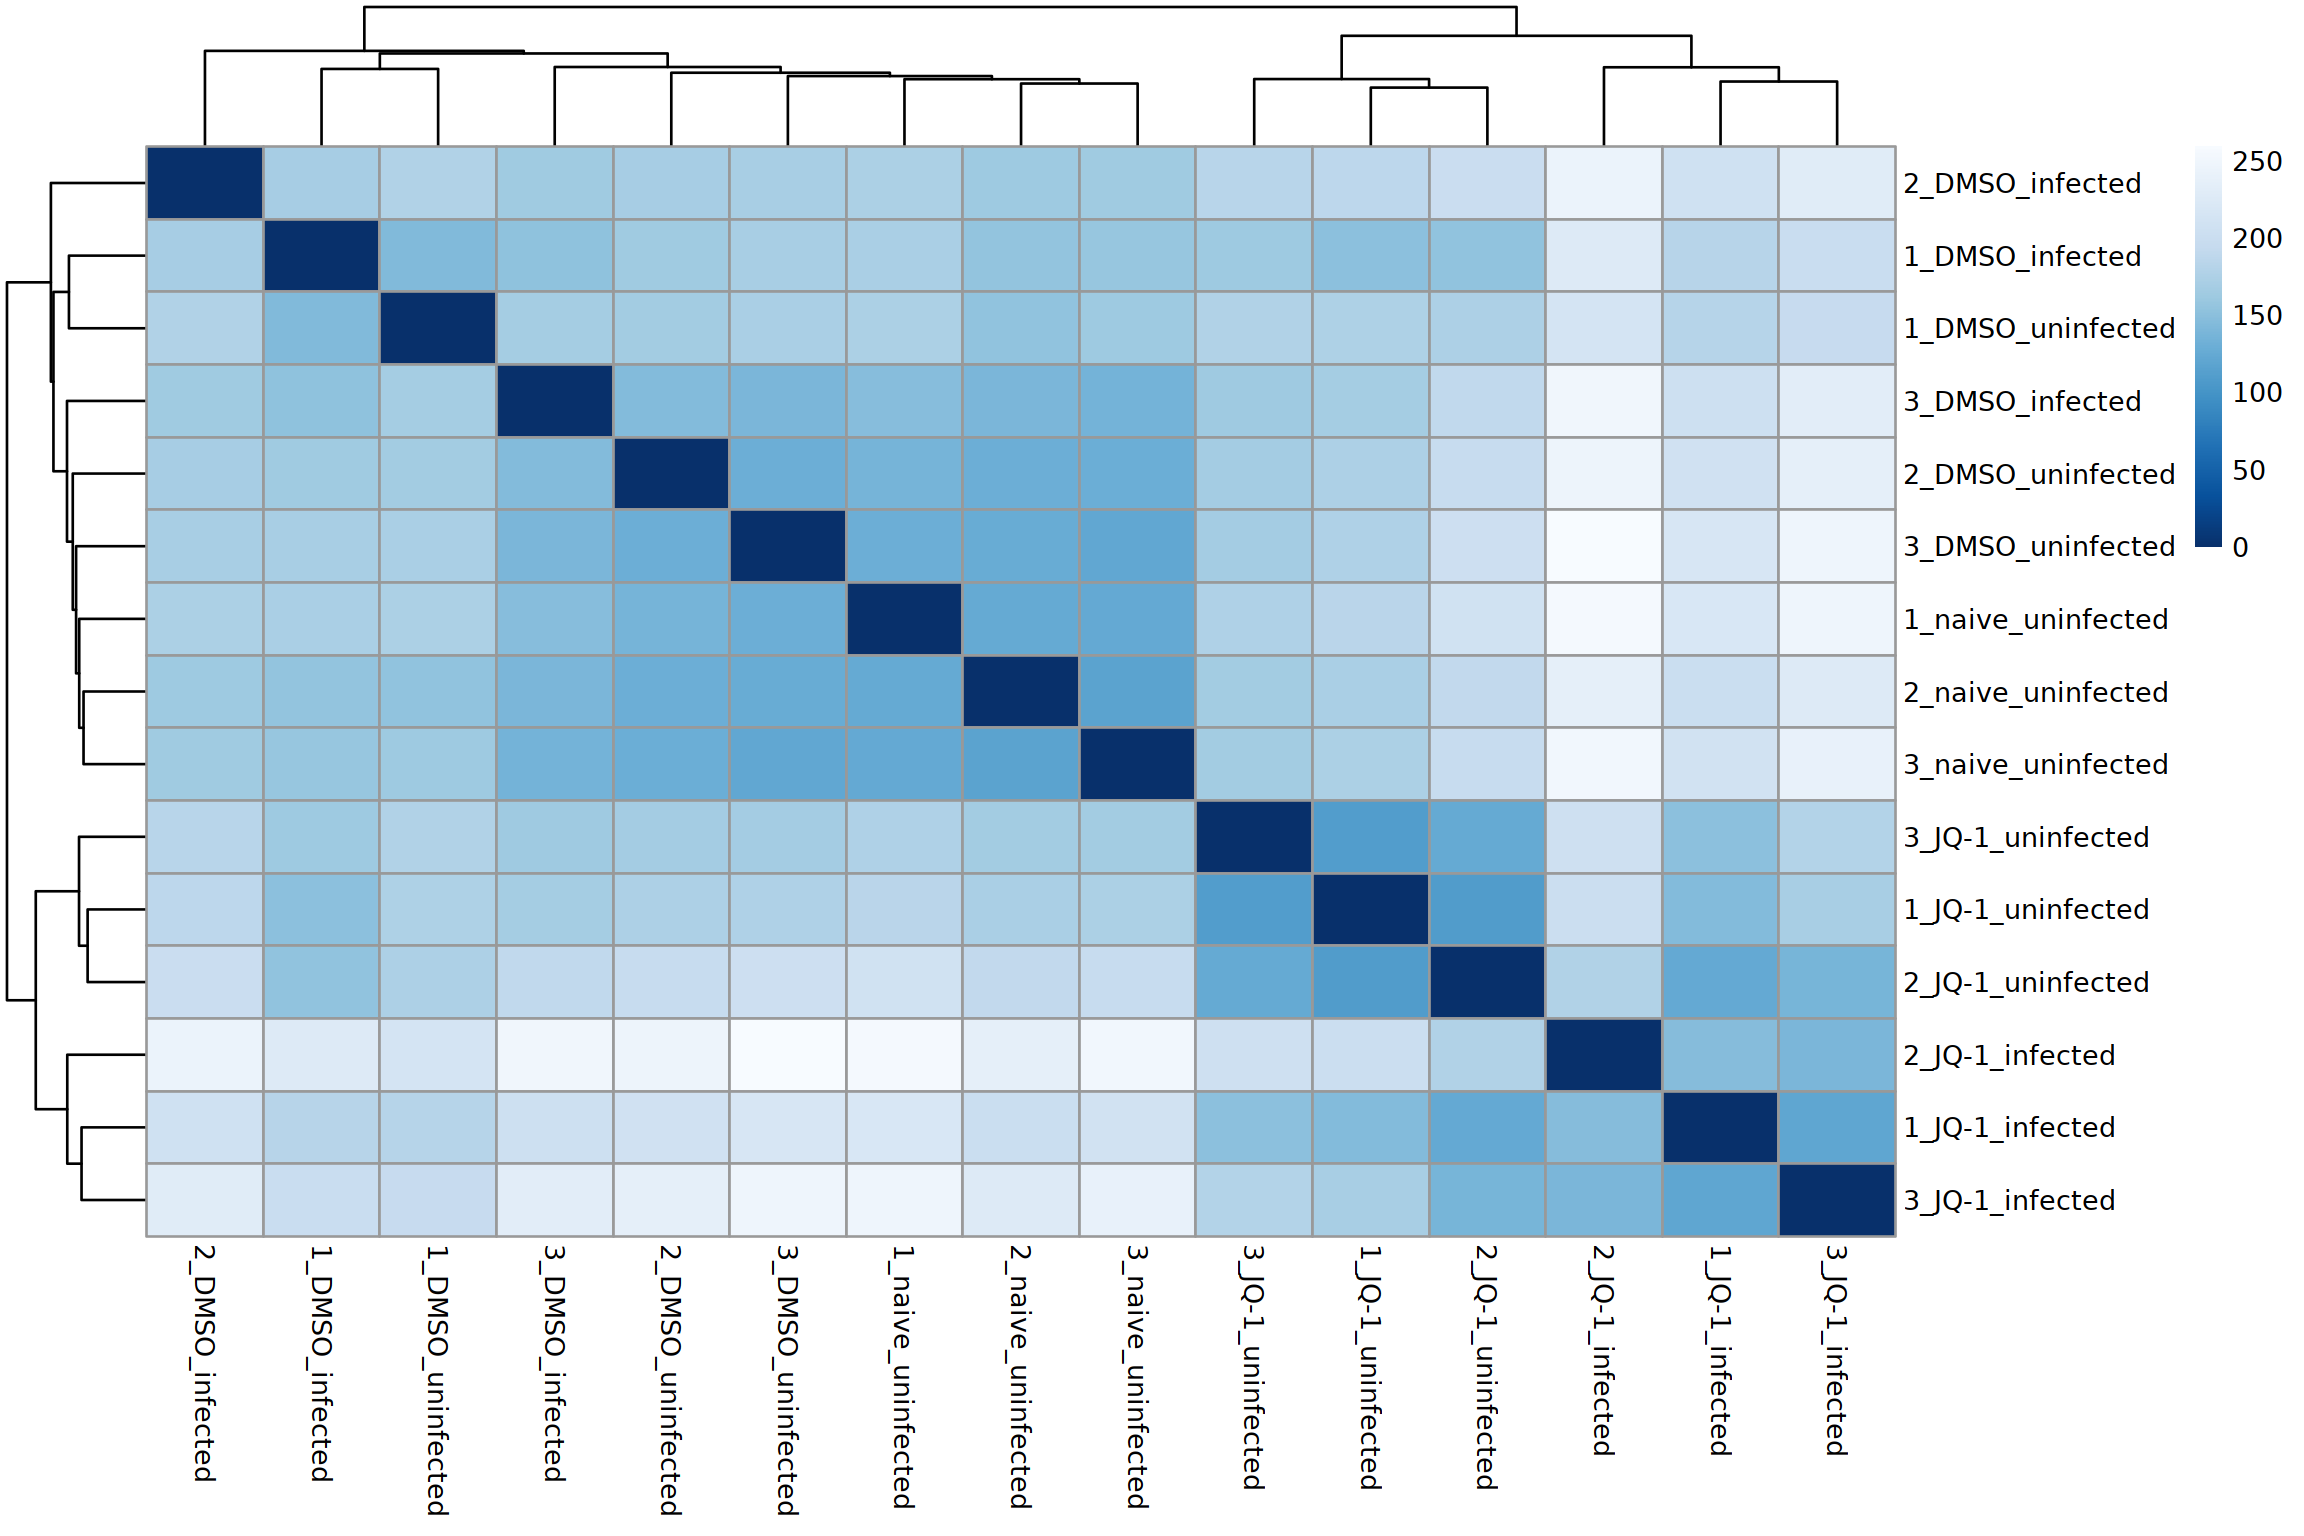 2_DMSO_infected
1_DMSO_infected
1_DMSO_uninfected
3_DMSO_infected
2_DMSO_uninfected
3_DMSO_uninfected
1_naive_uninfected
2_naive_uninfected
3_naive_uninfected
3_JQ-1_uninfected
1_JQ-1_uninfected
2_JQ-1_uninfected
2_JQ-1_infected
1_JQ-1_infected
3_JQ-1_infected
250
200
150
100
50
0
2_DMSO_infected
1_DMSO_infected
1_DMSO_uninfected
3_DMSO_infected
2_DMSO_uninfected
3_DMSO_uninfected
1_naive_uninfected
2_naive_uninfected
3_naive_uninfected
3_JQ-1_uninfected
1_JQ-1_uninfected
2_JQ-1_uninfected
2_JQ-1_infected
1_JQ-1_infected
3_JQ-1_infected